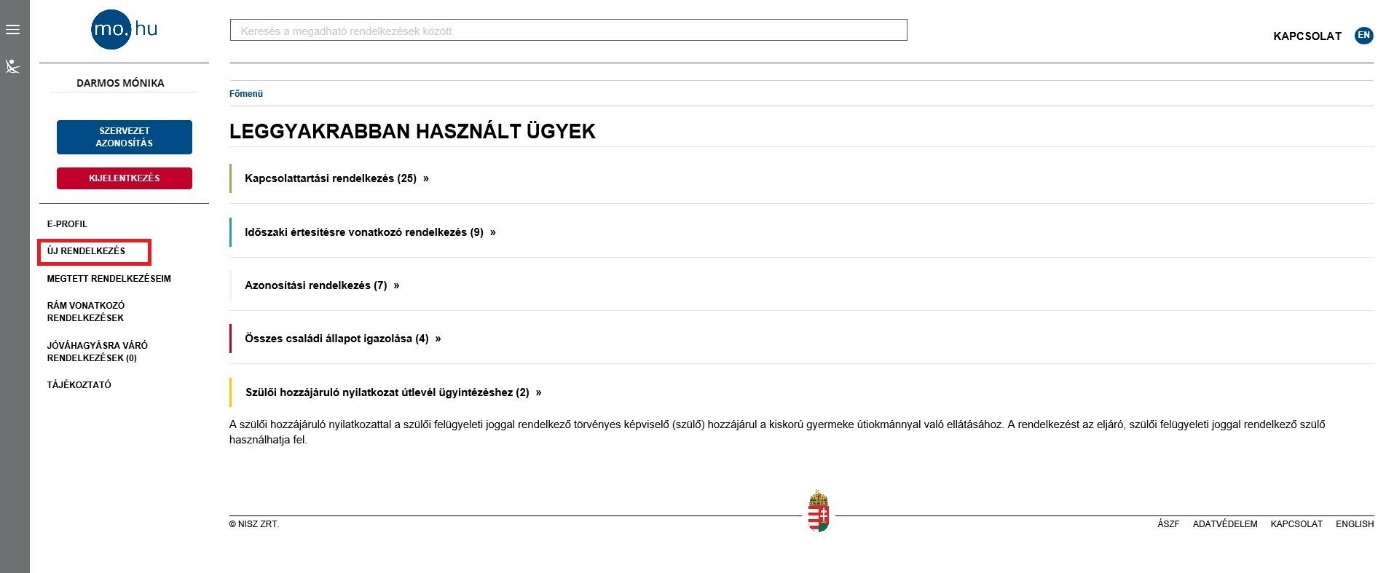 mo.hu
Keresés a megadható rendelkezések között
KAPCSOLAT
EN
DARMOS MÓNIKA
SZERVEZET
AZONOSÍTÁS
KIJELENTKEZÉS
E-PROFIL
ÚJ RENDELKEZÉS
MEGTETT RENDELKEZÉSEIM
RÁM VONATKOZÓ
RENDELKEZÉSEK
JÓVÁHAGYÁSRA VÁRÓ
RENDELKEZÉSEK (0)
TÁJÉKOZTATÓ
Főmenü
LEGGYAKRABBAN HASZNÁLT ÜGYEK
Kapcsolattartási rendelkezés (25) »
Időszaki értesítésre vonatkozó rendelkezés (9) »
Azonosítási rendelkezés (7) »
Összes családi állapot igazolása (4) »
Szülői hozzájáruló nyilatkozat útlevél ügyintézéshez (2) »
A szülői hozzájáruló nyilatkozattal a szülői felügyeleti joggal rendelkező törvényes képviselő (szülő) hozzájárul a kiskorú gyermeke útiokmánnyal való ellátásához. A rendelkezést az eljáró, szülői felügyeleti joggal rendelkező szülő
használhatja fel.
© NISZ ZRT.
ÁSZF ADATVÉDELEM KAPCSOLAT ENGLISH